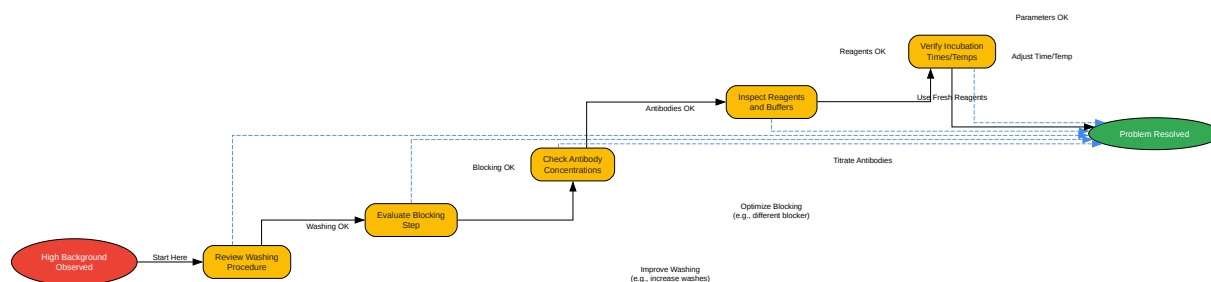 Parameters OK
Reagents OK
Verify Incubation
Times/Temps
Adjust Time/Temp
Inspect Reagents
and Buffers
Use Fresh Reagents
Antibodies OK
Problem Resolved
Blocking OK
Check Antibody
Concentrations
Titrate Antibodies
Optimize Blocking
(e.g., different blocker)
Evaluate Blocking
Step
Washing OK
High Background
Observed
Start Here
Review Washing
Procedure
Improve Washing
(e.g., increase washes)